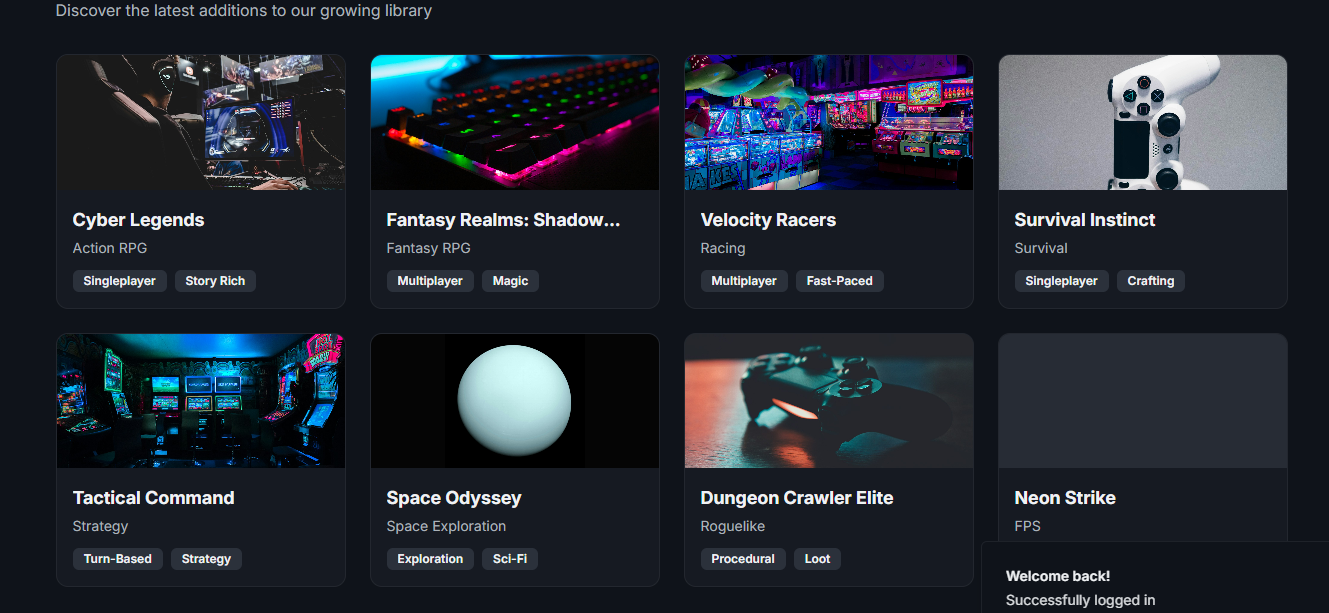 Discover the latest additions to our growing library
Cyber Legends
Action RPG
Singleplayer
Story Rich
Fantasy Realms: Shadow...
Fantasy RPG
Multiplayer
Magic
Velocity Racers
Racing
Multiplayer
Fast-Paced
Survival Instinct
Survival
Singleplayer
Crafting
Tactical Command
Strategy
Turn-Based
Strategy
Space Odyssey
Space Exploration
Exploration
Sci-Fi
Dungeon Crawler Elite
Roguelike
Procedural
Loot
Neon Strike
FPS
Welcome back!
Successfully logged in